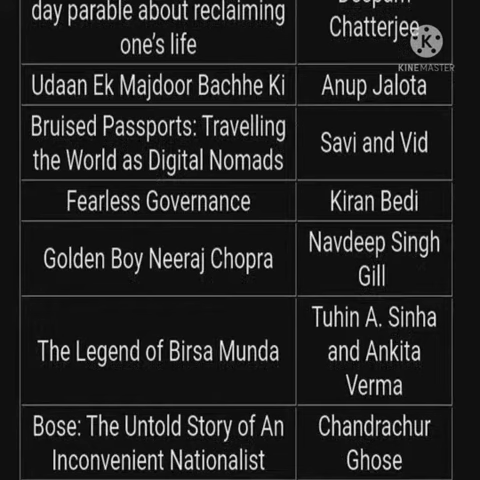 day parable about reclaiming
one's life
Chatterjee
KINEMASTER
Udaan Ek Majdoor Bachhe Ki
Anup Jalota
Bruised Passports: Travelling
the World as Digital Nomads
Savi and Vid
Fearless Governance
Kiran Bedi
Golden Boy Neeraj Chopra
Navdeep Singh
Gill
The Legend of Birsa Munda
Tuhin A. Sinha
and Ankita
Verma
Bose: The Untold Story of An
Inconvenient Nationalist
Chandrachur
Ghose